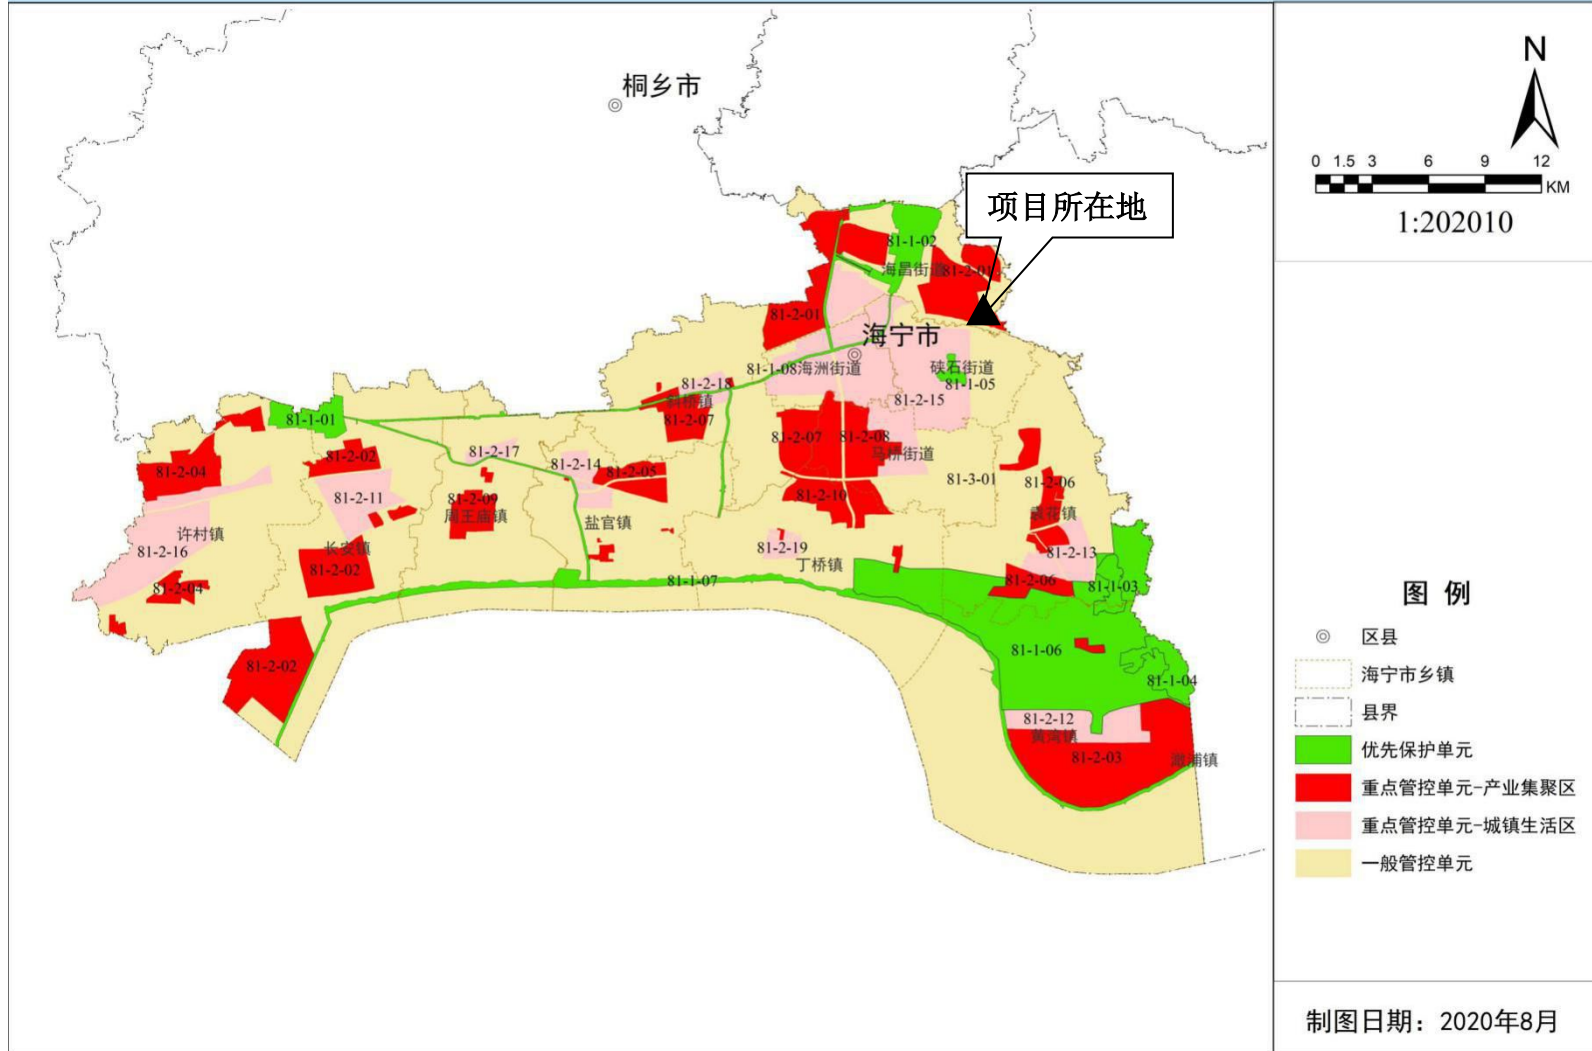 桐乡市
项目所在地
81-1-02
海昌街道
81-2-01
81-2-01
海宁市
81-1-08
海洲街道
硖石街道
81-1-05
81-2-18
斜桥镇
81-2-15
81-1-01
81-2-07
81-2-07
81-2-08
马桥街道
81-2-17
81-2-14
81-2-04
81-2-02
81-2-05
81-3-01
81-2-06
81-2-11
81-2-09
81-2-10
周王庙镇
袁花镇
盐官镇
许村镇
81-2-16
长安镇
81-2-19
81-2-13
丁桥镇
81-2-02
81-2-04
81-1-07
81-2-06
81-1-03
81-2-02
81-1-06
81-1-04
81-2-12
黄湾镇
81-2-03
澉浦镇
N
0 1.5 3 6 9 12
KM
1:202010
图 例
区县
海宁市乡镇
县界
优先保护单元
重点管控单元-产业集聚区
重点管控单元-城镇生活区
一般管控单元
制图日期：2020年8月